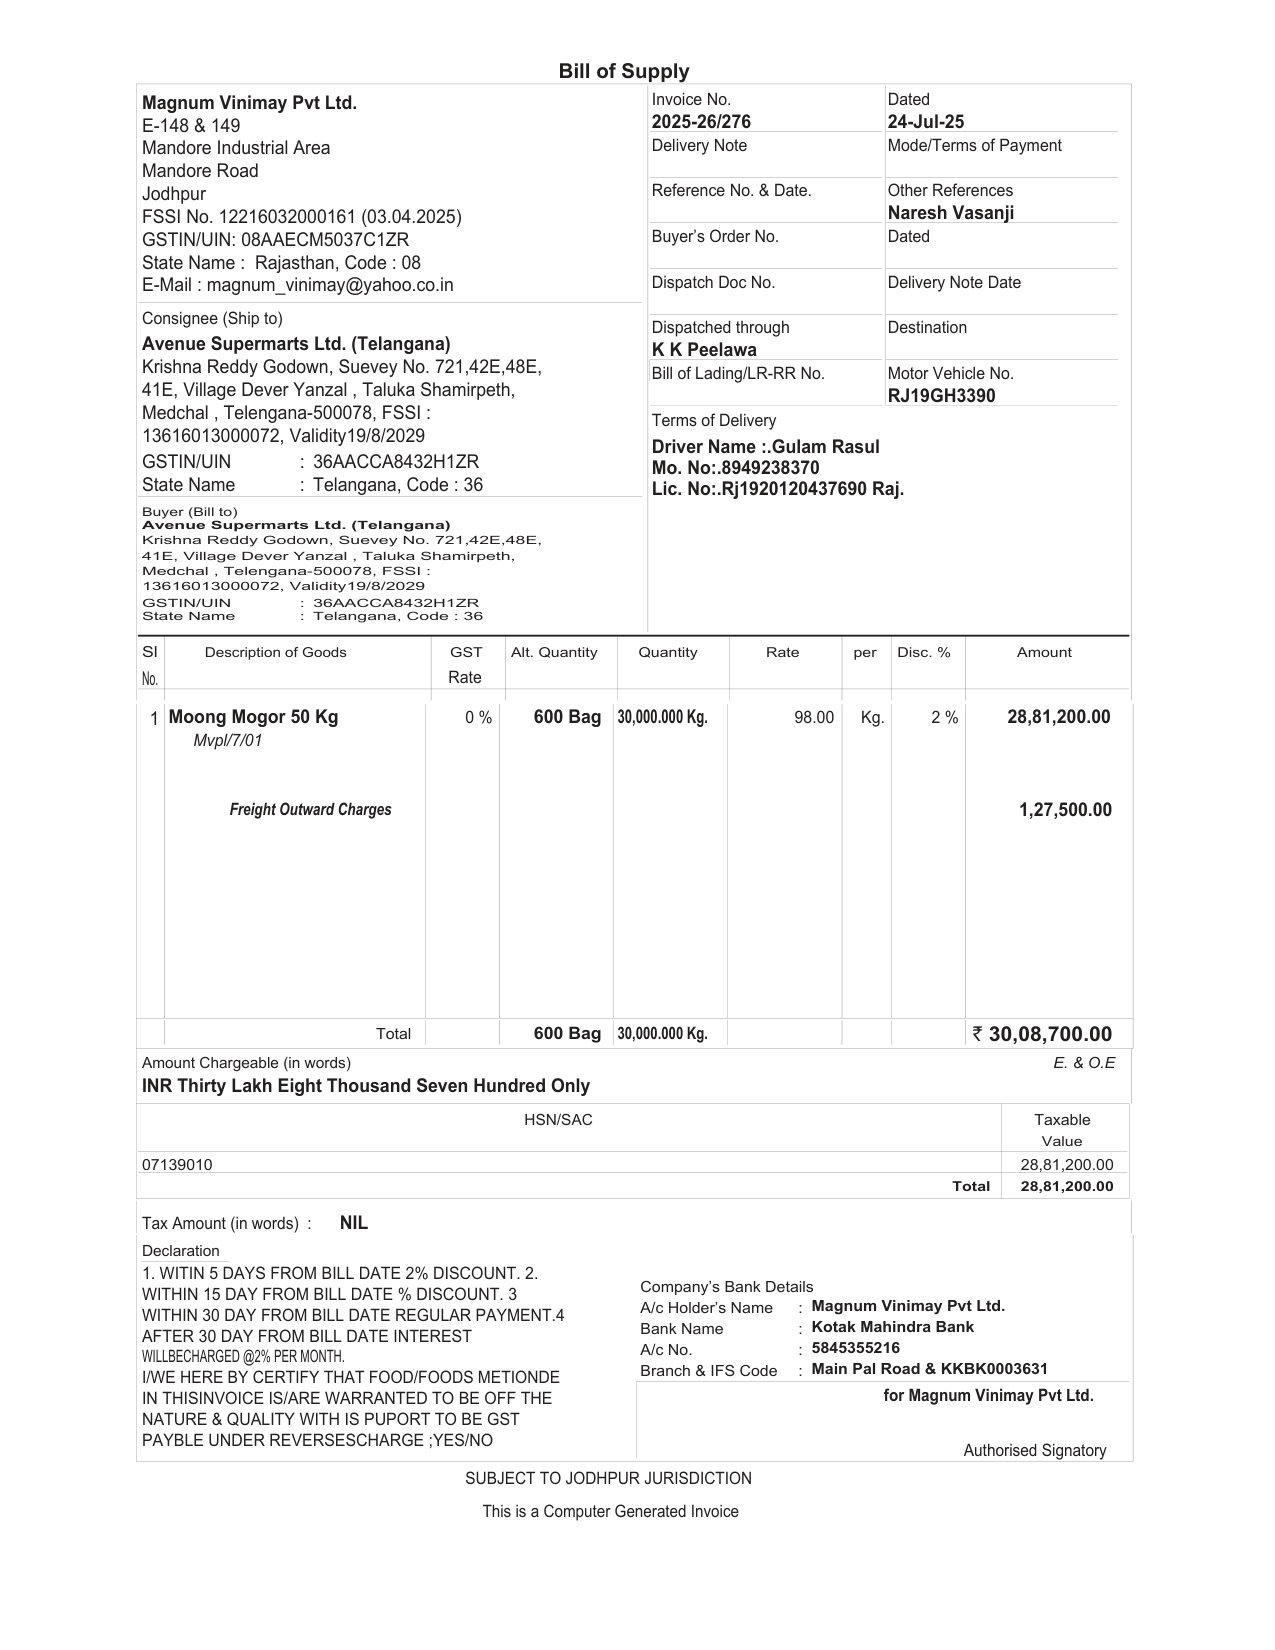 Bill of Supply
Magnum Vinimay Pvt Ltd.
E-148 & 149
Mandore Industrial Area
Mandore Road
Jodhpur
FSSI No. 12216032000161 (03.04.2025)
GSTIN/UIN: 08AAECM5037C1ZR
State Name : Rajasthan, Code : 08
E-Mail : magnum_vinimay@yahoo.co.in
Invoice No.
2025-26/276
Dated
24-Jul-25
Delivery Note
Mode/Terms of Payment
Reference No. & Date.
Other References
Naresh Vasanji
Buyer's Order No.
Dated
Dispatch Doc No.
Delivery Note Date
Dispatched through
K K Peelawa
Destination
Bill of Lading/LR-RR No.
Motor Vehicle No.
RJ19GH3390
Terms of Delivery
Driver Name :.Gulam Rasul
Mo. No:.8949238370
Lic. No:.Rj1920120437690 Raj.
Consignee (Ship to)
Avenue Supermarts Ltd. (Telangana)
Krishna Reddy Godown, Suevey No. 721,42E,48E,
41E, Village Dever Yanzal , Taluka Shamirpeth,
Medchal , Telengana-500078, FSSI :
13616013000072, Validity19/8/2029
GSTIN/UIN : 36AACCA8432H1ZR
State Name : Telangana, Code : 36
Buyer (Bill to)
Avenue Supermarts Ltd. (Telangana)
Krishna Reddy Godown, Suevey No. 721,42E,48E,
41E, Village Dever Yanzal , Taluka Shamirpeth,
Medchal , Telengana-500078, FSSI :
13616013000072, Validity19/8/2029
GSTIN/UIN : 36AACCA8432H1ZR
State Name : Telangana, Code : 36
SI No. Description of Goods GST Rate Alt. Quantity Quantity Rate per Disc. % Amount
1 Moong Mogor 50 Kg 0 % 600 Bag 30,000.000 Kg. 98.00 Kg. 2 % 28,81,200.00
Mvpl/7/01
Freight Outward Charges 1,27,500.00
Total 600 Bag 30,000.000 Kg. ₹ 30,08,700.00
Amount Chargeable (in words) E. & O.E
INR Thirty Lakh Eight Thousand Seven Hundred Only
HSN/SAC Taxable Value
07139010 28,81,200.00
Total 28,81,200.00
Tax Amount (in words) : NIL
Declaration
1. WITIN 5 DAYS FROM BILL DATE 2% DISCOUNT. 2.
WITHIN 15 DAY FROM BILL DATE % DISCOUNT. 3
WITHIN 30 DAY FROM BILL DATE REGULAR PAYMENT.4
AFTER 30 DAY FROM BILL DATE INTEREST
WILLBECHARGED @2% PER MONTH.
I/WE HERE BY CERTIFY THAT FOOD/FOODS METIONDE
IN THISINVOICE IS/ARE WARRANTED TO BE OFF THE
NATURE & QUALITY WITH IS PUPORT TO BE GST
PAYBLE UNDER REVERSESCHARGE ;YES/NO
Company's Bank Details
A/c Holder's Name : Magnum Vinimay Pvt Ltd.
Bank Name : Kotak Mahindra Bank
A/c No. : 5845355216
Branch & IFS Code : Main Pal Road & KKBK0003631
for Magnum Vinimay Pvt Ltd.
Authorised Signatory
SUBJECT TO JODHPUR JURISDICTION
This is a Computer Generated Invoice